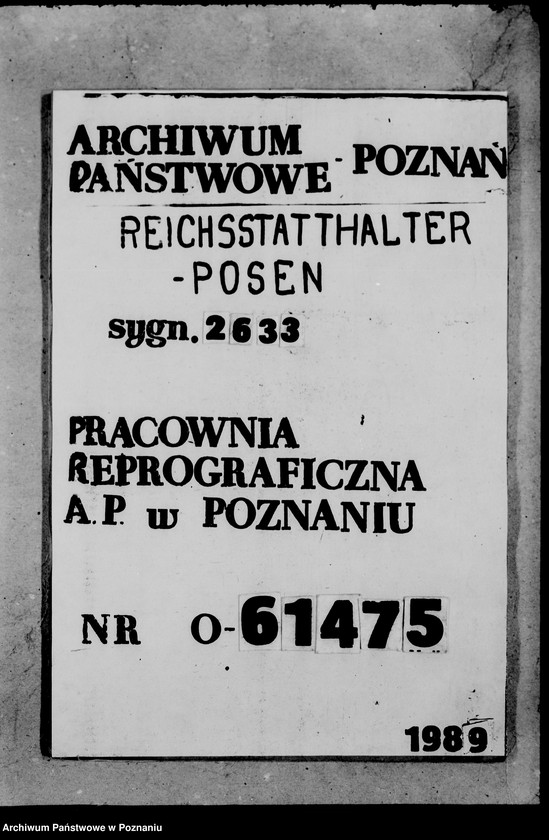 ARCHIWUM
PAŃSTWOWE - POZNAŃ
REICHSSTATTHALTER
-POSEN
sygn. 2633
PRACOWNIA
REPROGRAFICZNA
A.P. w POZNANIU
NR O-61475
1989
Archiwum Państwowe w Poznaniu